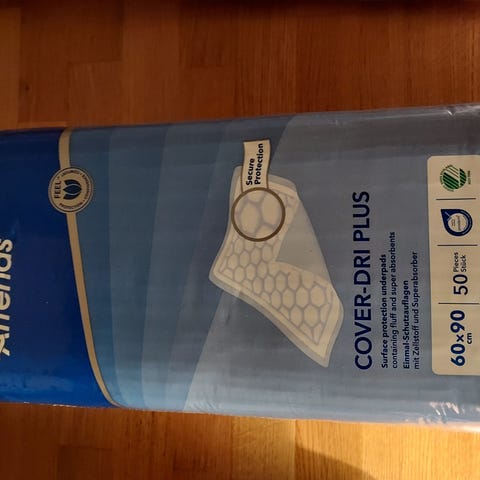 Attends
FEEL
Secure
Protection
COVER-DRI PLUS
Surface protection underpads
containing fluff and super absorbents
Einmal-Schutzauflagen
mit Zellstoff und Superabsorber
60x90
cm
50 Pieces
Stück